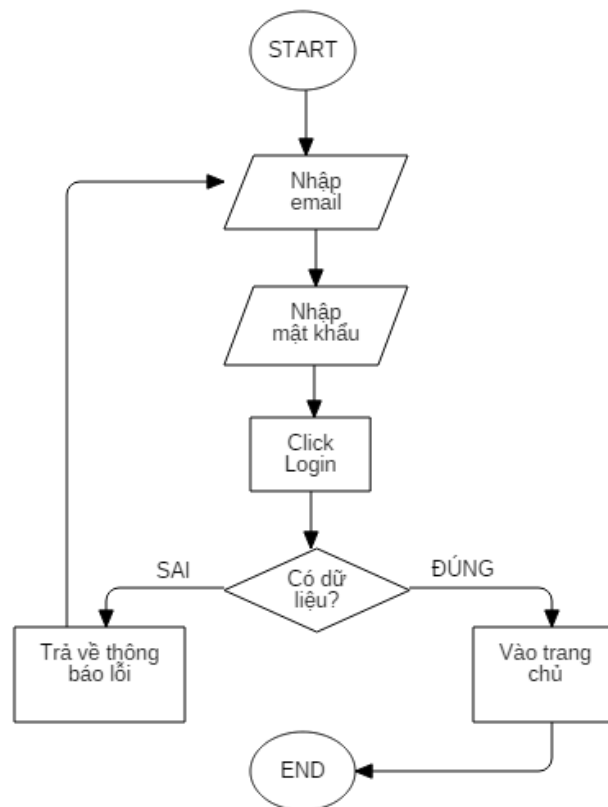 START
Nhập
email
Nhập
mật khẩu
Click
Login
Có dữ
liệu?
SAI
ĐÚNG
Trả về thông
báo lỗi
Vào trang
chủ
END